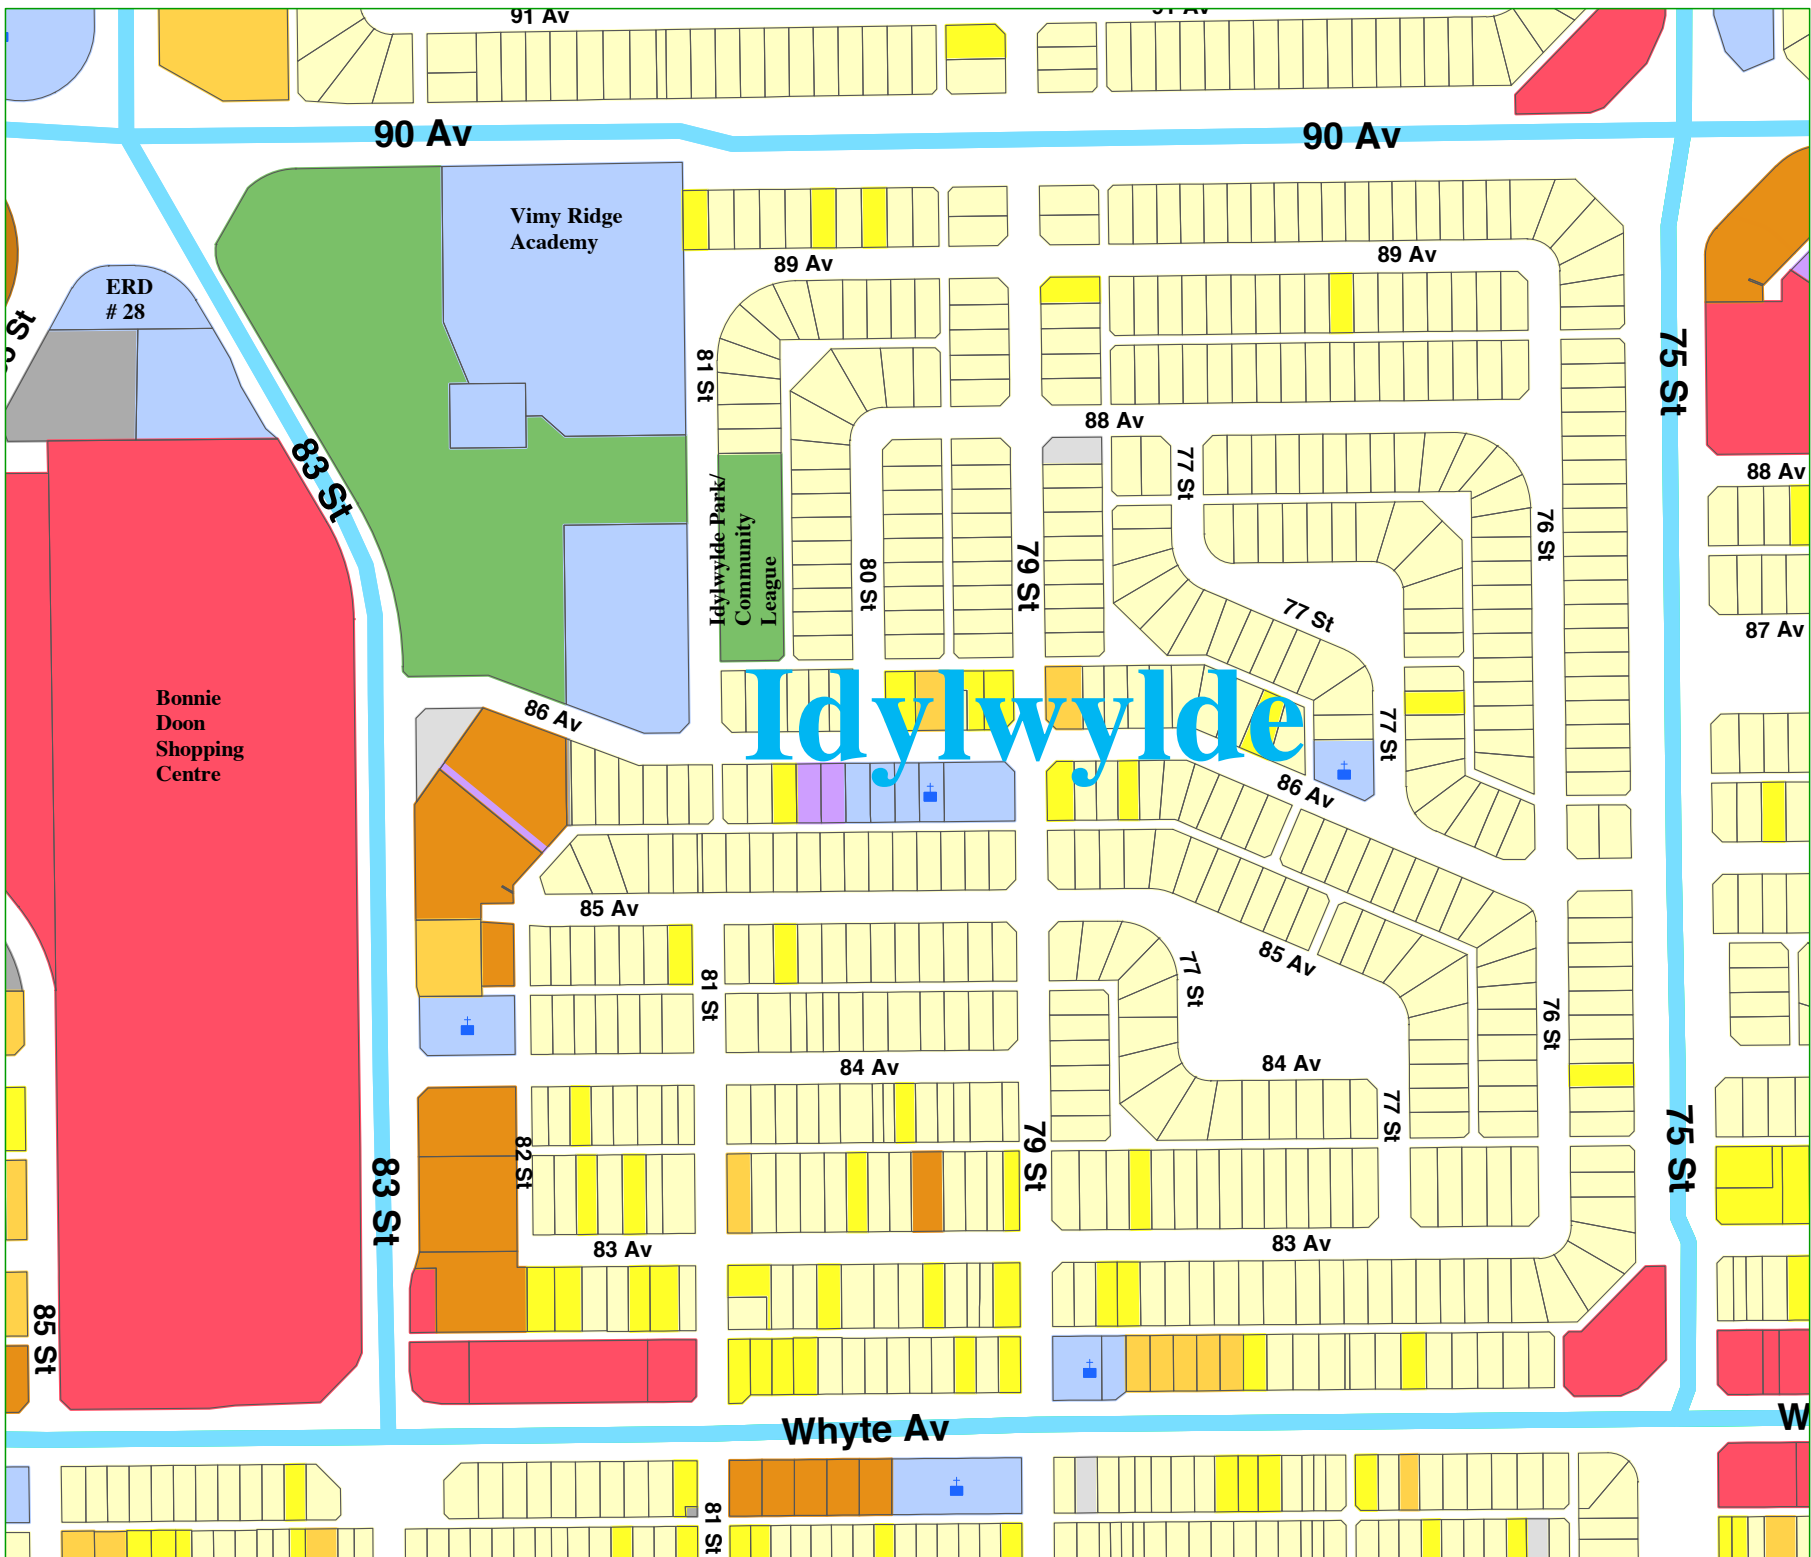 91 Av
90 Av
90 Av
Vimy Ridge
Academy
89 Av
89 Av
ERD
# 28
St
81 St
75 St
88 Av
83 St
77 St
88 Av
76 St
Idylwylde Park/
Community
League
80 St
79 St
77 St
87 Av
Bonnie
Doon
Shopping
Centre
86 Av
Idylwylde
77 St
86 Av
85 Av
85 Av
81 St
77 St
76 St
84 Av
84 Av
77 St
75 St
82 St
79 St
83 St
83 Av
83 Av
85 St
Whyte Av
W
81 St